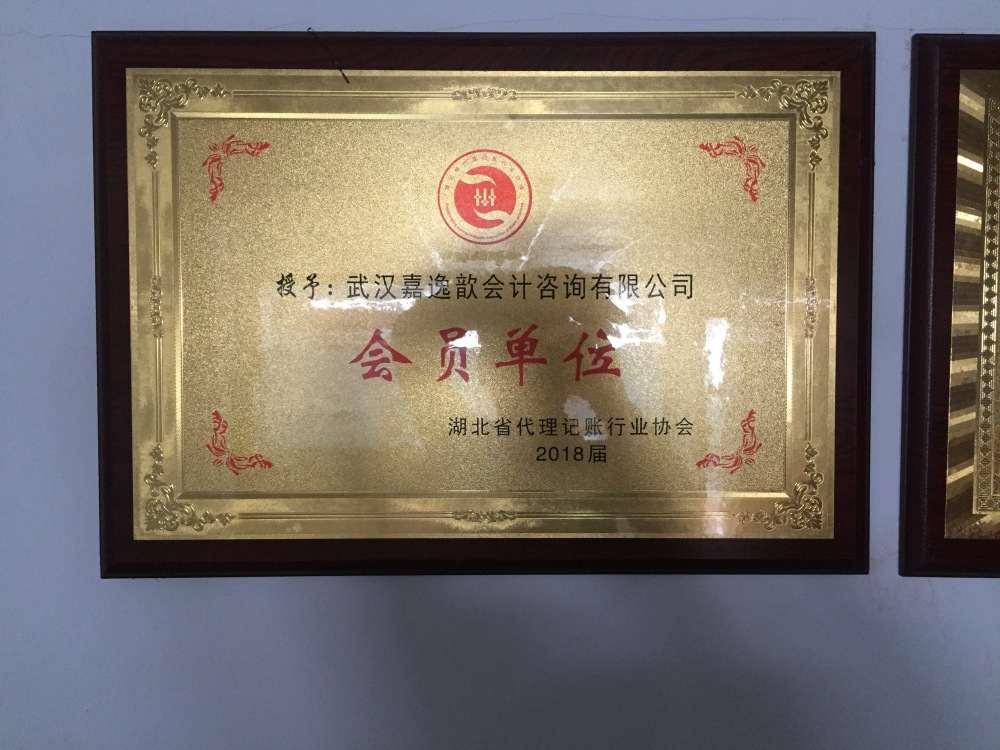 授予：武汉嘉逸歆会计咨询有限公司
会员单位
湖北省代理记账行业协会
2018届